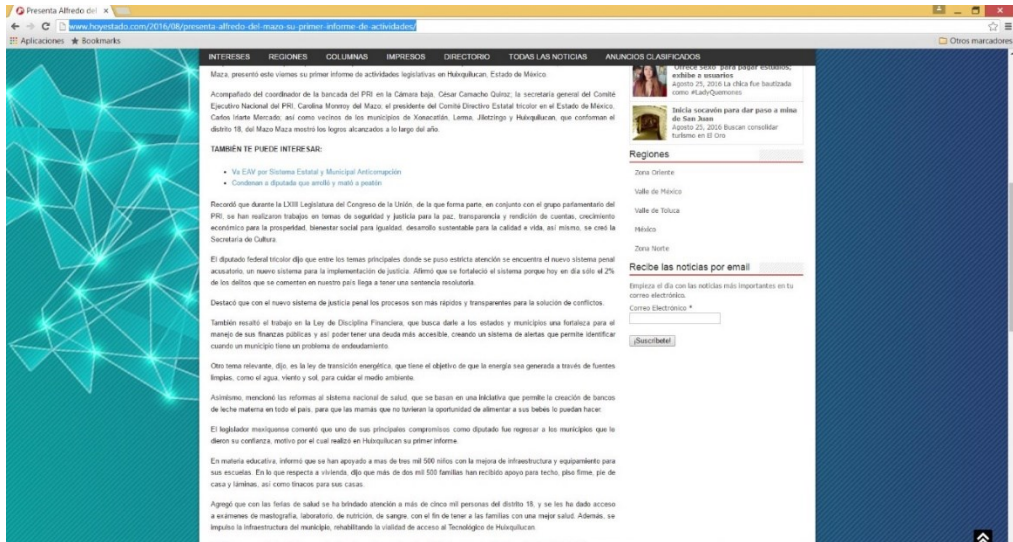 Presenta Alfredo del
www.hoyestado.com/2016/08/presenta-alfredo-del-mazo-su-primer-informe-de-actividades/
Aplicaciones Bookmarks Otros marcadores
INTERESES REGIONES COLUMNAS IMPRESOS DIRECTORIO TODAS LAS NOTICIAS ANUNCIOS CLASIFICADOS
Maza, presentó este viernes su primer informe de actividades legislativas en Huixquilucan, Estado de México.
Acompañado del coordinador de la bancada del PRI en la Cámara baja, César Camacho Quiroz; la secretaria general del Comité
Ejecutivo Nacional del PRI, Carolina Monroy del Mazo; el presidente del Comité Directivo Estatal tricolor en el Estado de México,
Carlos Iriarte Mercado; así como vecinos de los municipios de Xonacatlán, Lerma, Jilotzingo y Huixquilucan, que conforman el
distrito 18, del Mazo Maza mostró los logros alcanzados a lo largo del año.
TAMBIÉN TE PUEDE INTERESAR:
Va EAV por Sistema Estatal y Municipal Anticorrupción
Condenan a diputada que arrolló y mató a peatón
Recordó que durante la LXIII Legislatura del Congreso de la Unión, de la que forma parte, en conjunto con el grupo parlamentario del
PRI, se han realizaron trabajos en temas de seguridad y justicia para la paz, transparencia y rendición de cuentas, crecimiento
económico para la prosperidad, bienestar social para igualdad, desarrollo sustentable para la calidad e vida, así mismo, se creó la
Secretaría de Cultura.
El diputado federal tricolor dijo que entre los temas principales donde se puso estricta atención se encuentra el nuevo sistema penal
acusatorio, un nuevo sistema para la implementación de justicia. Afirmó que se fortaleció el sistema porque hoy en día sólo el 2%
de los delitos que se comenten en nuestro país llega a tener una sentencia resolutoria.
Destacó que con el nuevo sistema de justicia penal los procesos son más rápidos y transparentes para la solución de conflictos.
También resaltó el trabajo en la Ley de Disciplina Financiera, que busca darle a los estados y municipios una fortaleza para el
manejo de sus finanzas públicas y así poder tener una deuda más accesible, creando un sistema de alertas que permite identificar
cuando un municipio tiene un problema de endeudamiento.
Otro tema relevante, dijo, es la ley de transición energética, que tiene el objetivo de que la energía sea generada a través de fuentes
limpias, como el agua, viento y sol, para cuidar el medio ambiente.
Asimismo, mencionó las reformas al sistema nacional de salud, que se basan en una iniciativa que permite la creación de bancos
de leche materna en todo el país, para que las mamás que no tuvieran la oportunidad de alimentar a sus bebés lo puedan hacer.
El legislador mexiquense comentó que uno de sus principales compromisos como diputado fue regresar a los municipios que le
dieron su confianza, motivo por el cual realizó en Huixquilucan su primer informe.
En materia educativa, informó que se han apoyado a mas de tres mil 500 niños con la mejora de infraestructura y equipamiento para
sus escuelas. En lo que respecta a vivienda, dijo que más de dos mil 500 familias han recibido apoyo para techo, piso firme, pie de
casa y láminas, así como tinacos para sus casas.
Agregó que con las ferias de salud se ha brindado atención a más de cinco mil personas del distrito 18, y se les ha dado acceso
a exámenes de mastografía, laboratorio, de nutrición, de sangre, con el fin de tener a las familias con una mejor salud. Además, se
impulso la infraestructura del municipio, rehabilitando la vialidad de acceso al Tecnológico de Huixquilucan.
Ofrece sexo para pagar estudios;
exhibe a usuarios
Agosto 25, 2016 La chica fue bautizada
como #LadyQuemones
Inicia socavón para dar paso a mina
de San Juan
Agosto 25, 2016 Buscan consolidar
turismo en El Oro
Regiones
Zona Oriente
Valle de México
Valle de Toluca
México
Zona Norte
Recibe las noticias por email
Empieza el día con las noticias más importantes en tu
correo electrónico.
Correo Electrónico *
¡Suscríbete!